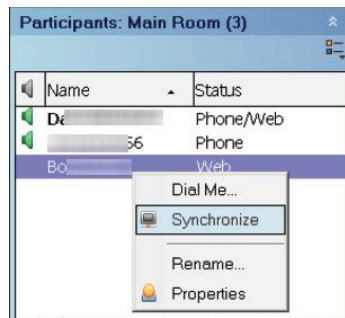 Participants: Main Room (3)
Name Status
Phone/Web
56 Phone
Web
Dial Me...
Synchronize
Rename...
Properties